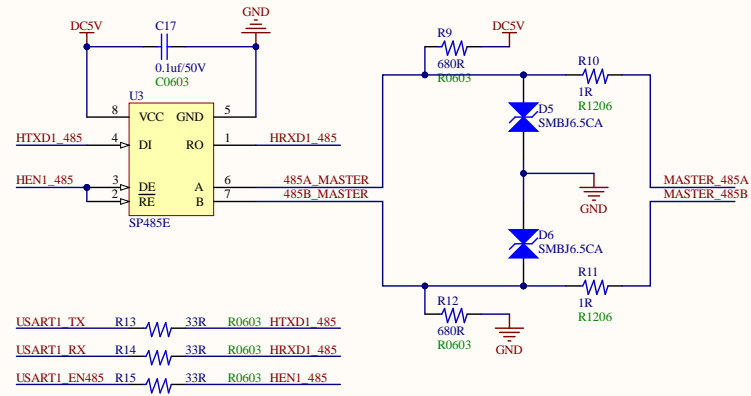 GND
DC5V
C17
0.1uf/50V
C0603
U3
8 VCC GND 5
HTXD1_485 4 DI RO 1 HRXD1_485
HEN1_485 3 DE A 6 485A_MASTER
2 RE B 7 485B_MASTER
SP485E
R9 DC5V
680R
R0603
R10
1R
R1206
D5
SMBJ6.5CA
GND
MASTER_485A
MASTER_485B
D6
SMBJ6.5CA
R11
1R
R1206
R12
680R
R0603
GND
USART1_TX R13 33R R0603 HTXD1_485
USART1_RX R14 33R R0603 HRXD1_485
USART1_EN485 R15 33R R0603 HEN1_485